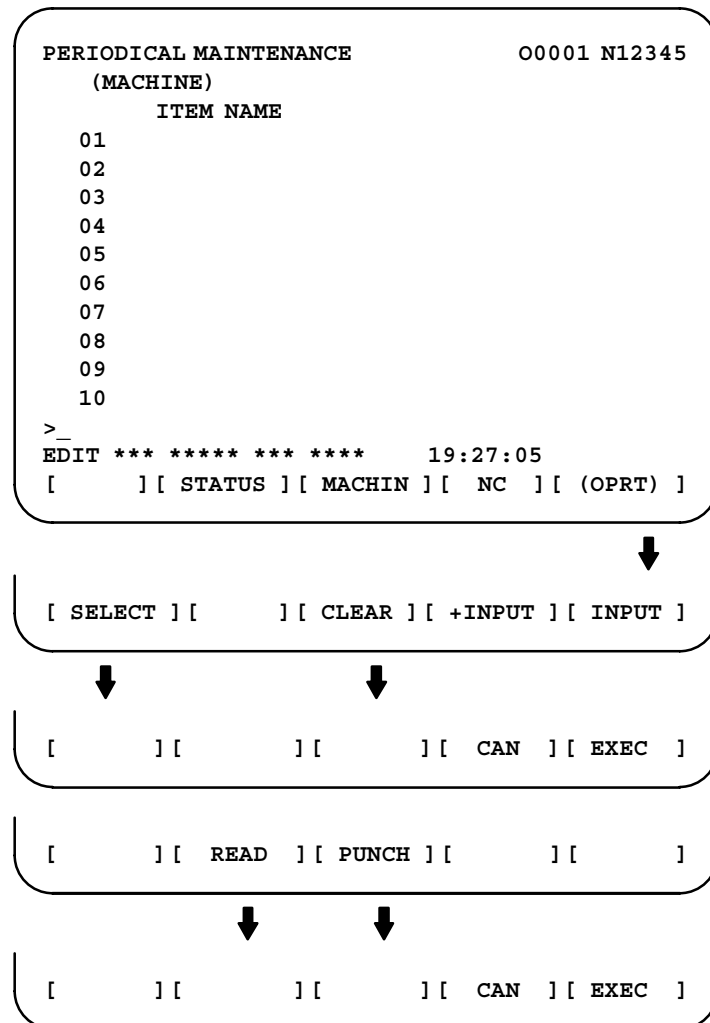 PERIODICAL MAINTENANCE O0001 N12345
(MACHINE)
ITEM NAME
01
02
03
04
05
06
07
08
09
10
>_
EDIT *** ***** *** **** 19:27:05
[ ][ STATUS ][ MACHIN ][ NC ][ (OPRT) ]
[ SELECT ][ ][ CLEAR ][ +INPUT ][ INPUT ]
[ ][ ][ ][ CAN ][ EXEC ]
[ ][ READ ][ PUNCH ][ ][ ]
[ ][ ][ ][ CAN ][ EXEC ]